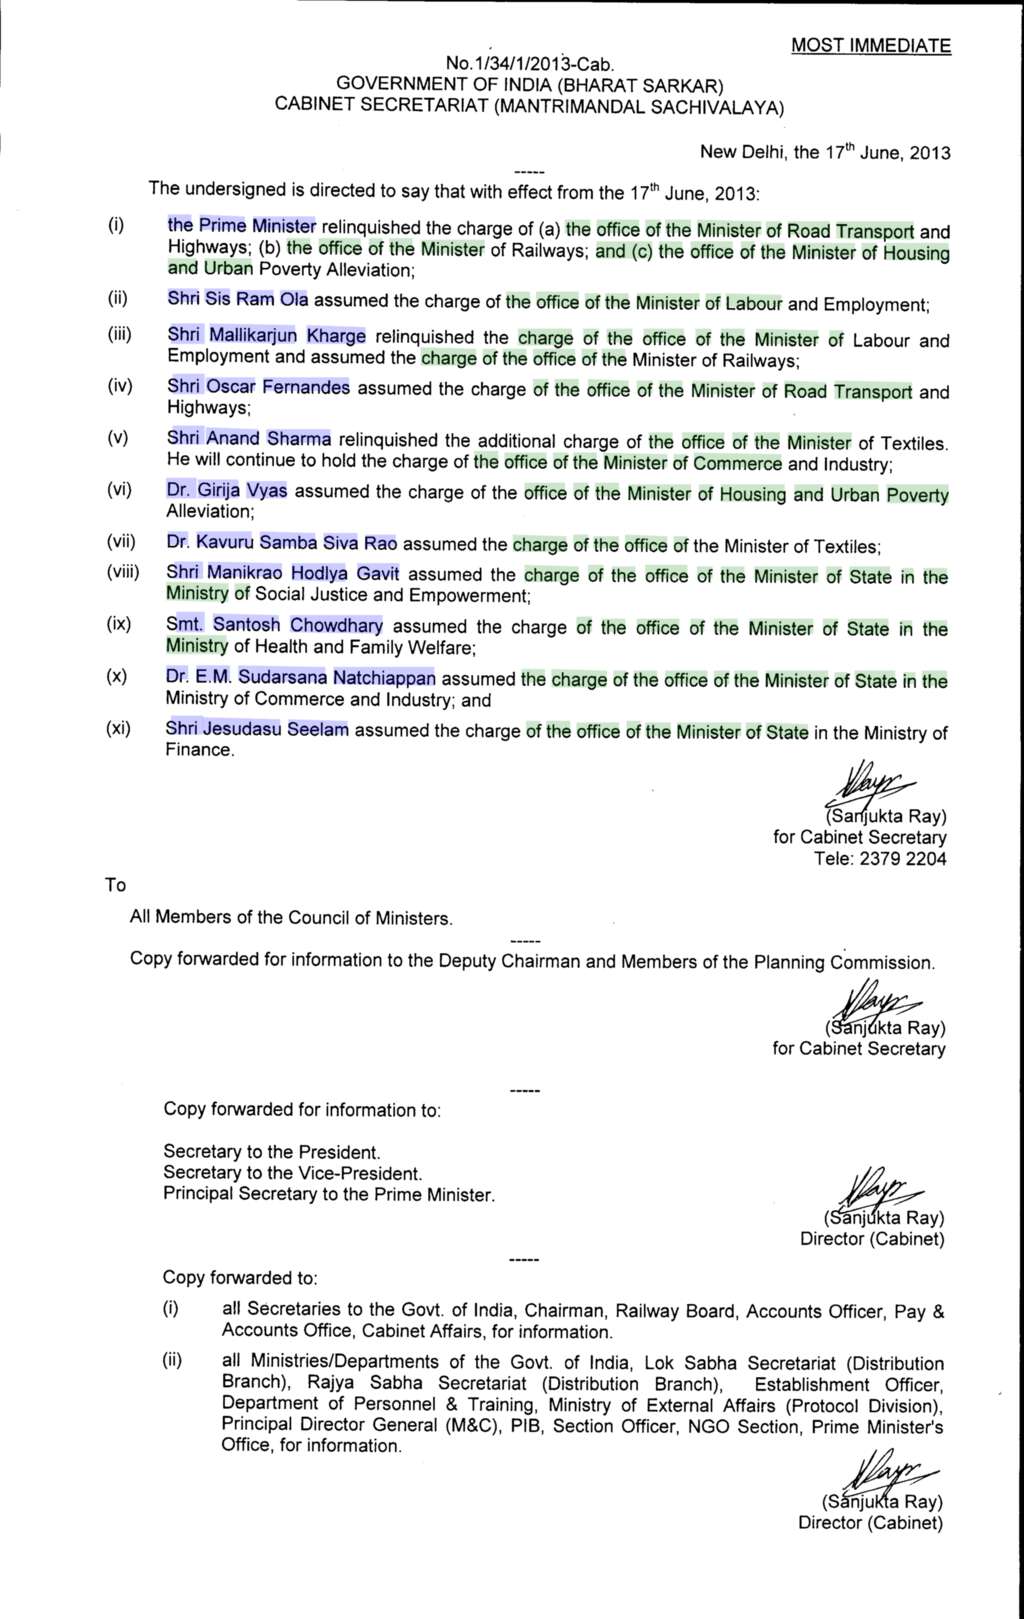 MOST IMMEDIATE
No.1/34/1/2013-Cab.
GOVERNMENT OF INDIA (BHARAT SARKAR)
CABINET SECRETARIAT (MANTRIMANDAL SACHIVALAYA)
New Delhi, the 17th June, 2013
-----
The undersigned is directed to say that with effect from the 17th June, 2013:
(i) the Prime Minister relinquished the charge of (a) the office of the Minister of Road Transport and
Highways; (b) the office of the Minister of Railways; and (c) the office of the Minister of Housing
and Urban Poverty Alleviation;
(ii) Shri Sis Ram Ola assumed the charge of the office of the Minister of Labour and Employment;
(iii) Shri Mallikarjun Kharge relinquished the charge of the office of the Minister of Labour and
Employment and assumed the charge of the office of the Minister of Railways;
(iv) Shri Oscar Fernandes assumed the charge of the office of the Minister of Road Transport and
Highways;
(v) Shri Anand Sharma relinquished the additional charge of the office of the Minister of Textiles.
He will continue to hold the charge of the office of the Minister of Commerce and Industry;
(vi) Dr. Girija Vyas assumed the charge of the office of the Minister of Housing and Urban Poverty
Alleviation;
(vii) Dr. Kavuru Samba Siva Rao assumed the charge of the office of the Minister of Textiles;
(viii) Shri Manikrao Hodlya Gavit assumed the charge of the office of the Minister of State in the
Ministry of Social Justice and Empowerment;
(ix) Smt. Santosh Chowdhary assumed the charge of the office of the Minister of State in the
Ministry of Health and Family Welfare;
(x) Dr. E.M. Sudarsana Natchiappan assumed the charge of the office of the Minister of State in the
Ministry of Commerce and Industry; and
(xi) Shri Jesudasu Seelam assumed the charge of the office of the Minister of State in the Ministry of
Finance.
(Sanjukta Ray)
for Cabinet Secretary
Tele: 2379 2204
To
All Members of the Council of Ministers.
-----
Copy forwarded for information to the Deputy Chairman and Members of the Planning Commission.
(Sanjukta Ray)
for Cabinet Secretary
-----
Copy forwarded for information to:
Secretary to the President.
Secretary to the Vice-President.
Principal Secretary to the Prime Minister.
(Sanjukta Ray)
Director (Cabinet)
-----
Copy forwarded to:
(i) all Secretaries to the Govt. of India, Chairman, Railway Board, Accounts Officer, Pay &
Accounts Office, Cabinet Affairs, for information.
(ii) all Ministries/Departments of the Govt. of India, Lok Sabha Secretariat (Distribution
Branch), Rajya Sabha Secretariat (Distribution Branch), Establishment Officer,
Department of Personnel & Training, Ministry of External Affairs (Protocol Division),
Principal Director General (M&C), PIB, Section Officer, NGO Section, Prime Minister's
Office, for information.
(Sanjukta Ray)
Director (Cabinet)